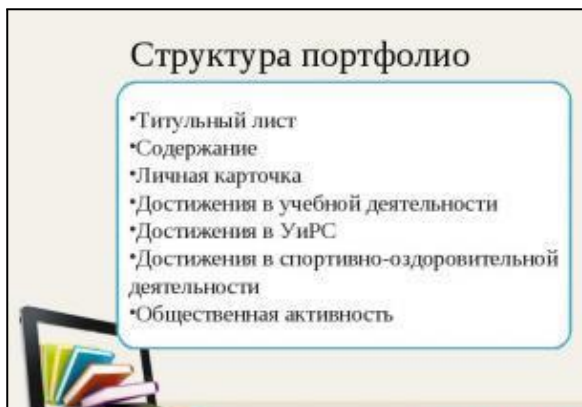 Структура портфолио
•Титульный лист
•Содержание
•Личная карточка
•Достижения в учебной деятельности
•Достижения в УиРС
•Достижения в спортивно-оздоровительной
деятельности
•Общественная активность